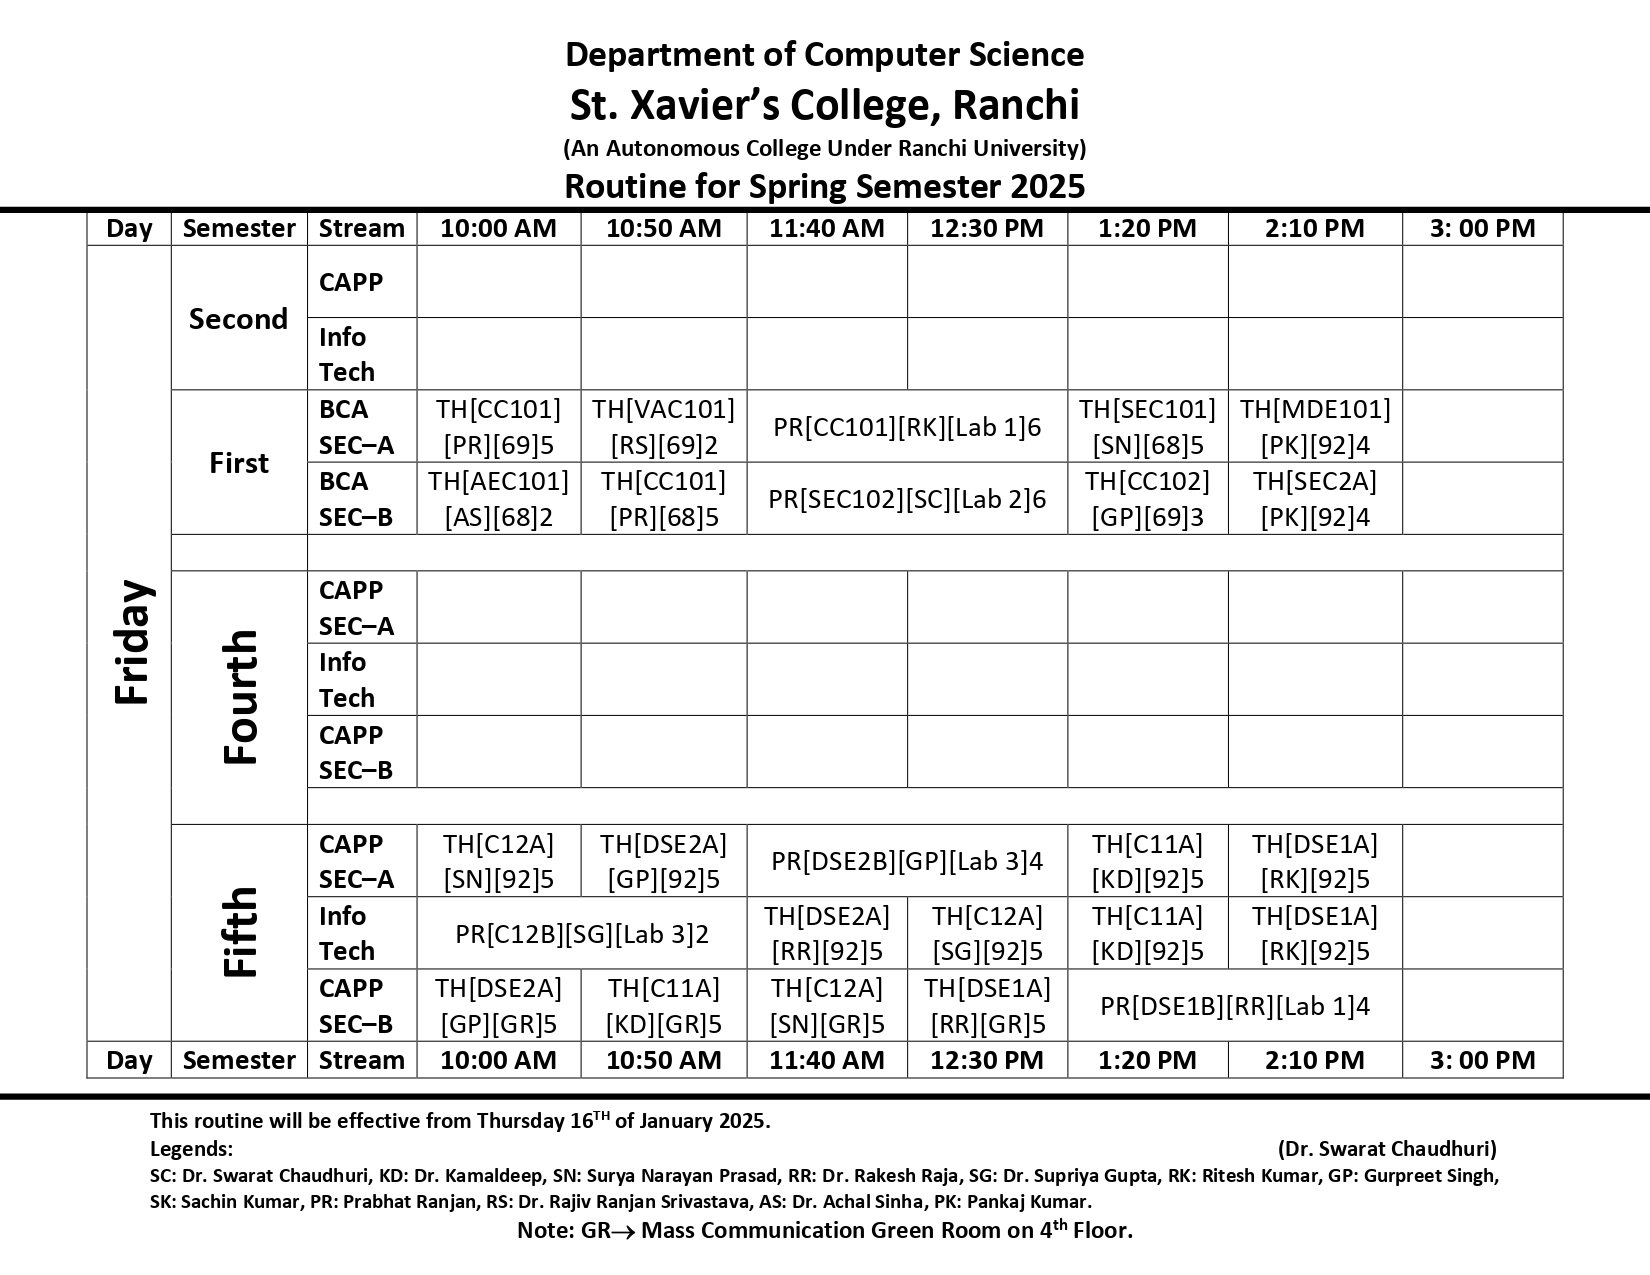 Department of Computer Science
St. Xavier’s College, Ranchi
(An Autonomous College Under Ranchi University)
Routine for Spring Semester 2025
Day Semester Stream 10:00 AM 10:50 AM 11:40 AM 12:30 PM 1:20 PM 2:10 PM 3: 00 PM
Friday
Second
CAPP
Info
Tech
First
BCA TH[CC101] TH[VAC101] PR[CC101][RK][Lab 1]6 TH[SEC101] TH[MDE101]
SEC–A [PR][69]5 [RS][69]2 [SN][68]5 [PK][92]4
BCA TH[AEC101] TH[CC101] PR[SEC102][SC][Lab 2]6 TH[CC102] TH[SEC2A]
SEC–B [AS][68]2 [PR][68]5 [GP][69]3 [PK][92]4
Fourth
CAPP
SEC–A
Info
Tech
CAPP
SEC–B
Fifth
CAPP TH[C12A] TH[DSE2A] PR[DSE2B][GP][Lab 3]4 TH[C11A] TH[DSE1A]
SEC–A [SN][92]5 [GP][92]5 [KD][92]5 [RK][92]5
Info PR[C12B][SG][Lab 3]2 TH[DSE2A] TH[C12A] TH[C11A] TH[DSE1A]
Tech [RR][92]5 [SG][92]5 [KD][92]5 [RK][92]5
CAPP TH[DSE2A] TH[C11A] TH[C12A] TH[DSE1A] PR[DSE1B][RR][Lab 1]4
SEC–B [GP][GR]5 [KD][GR]5 [SN][GR]5 [RR][GR]5
Day Semester Stream 10:00 AM 10:50 AM 11:40 AM 12:30 PM 1:20 PM 2:10 PM 3: 00 PM
This routine will be effective from Thursday 16TH of January 2025.
Legends: (Dr. Swarat Chaudhuri)
SC: Dr. Swarat Chaudhuri, KD: Dr. Kamaldeep, SN: Surya Narayan Prasad, RR: Dr. Rakesh Raja, SG: Dr. Supriya Gupta, RK: Ritesh Kumar, GP: Gurpreet Singh,
SK: Sachin Kumar, PR: Prabhat Ranjan, RS: Dr. Rajiv Ranjan Srivastava, AS: Dr. Achal Sinha, PK: Pankaj Kumar.
Note: GR→ Mass Communication Green Room on 4th Floor.